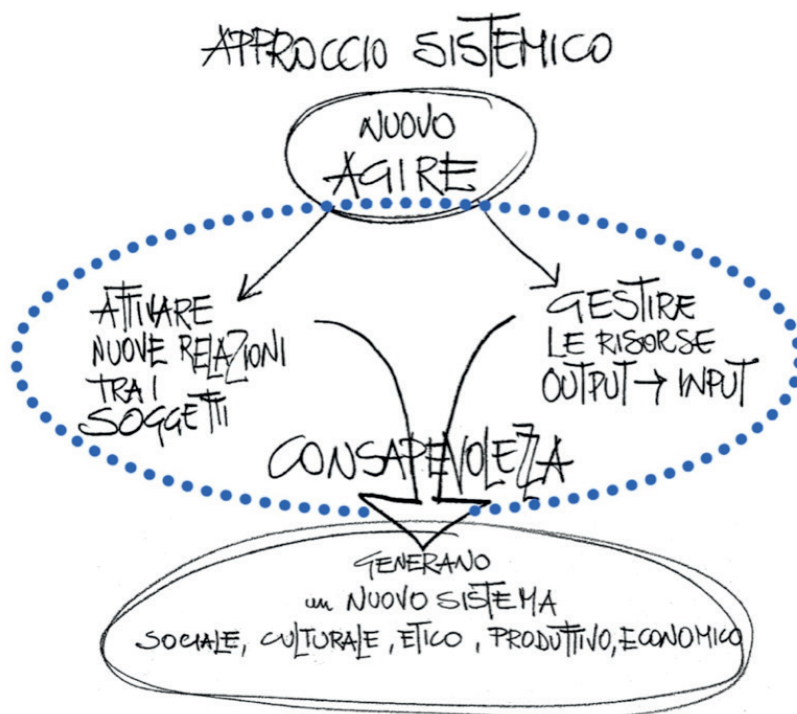 APPROCCIO SISTEMICO
NUOVO
AGIRE
ATTIVARE
NUOVE RELAZIONI
TRA I
SOGGETTI
GESTIRE
LE RISORSE
OUTPUT → INPUT
CONSAPEVOLEZZA
GENERANO
un NUOVO SISTEMA
SOCIALE, CULTURALE, ETICO, PRODUTTIVO, ECONOMICO